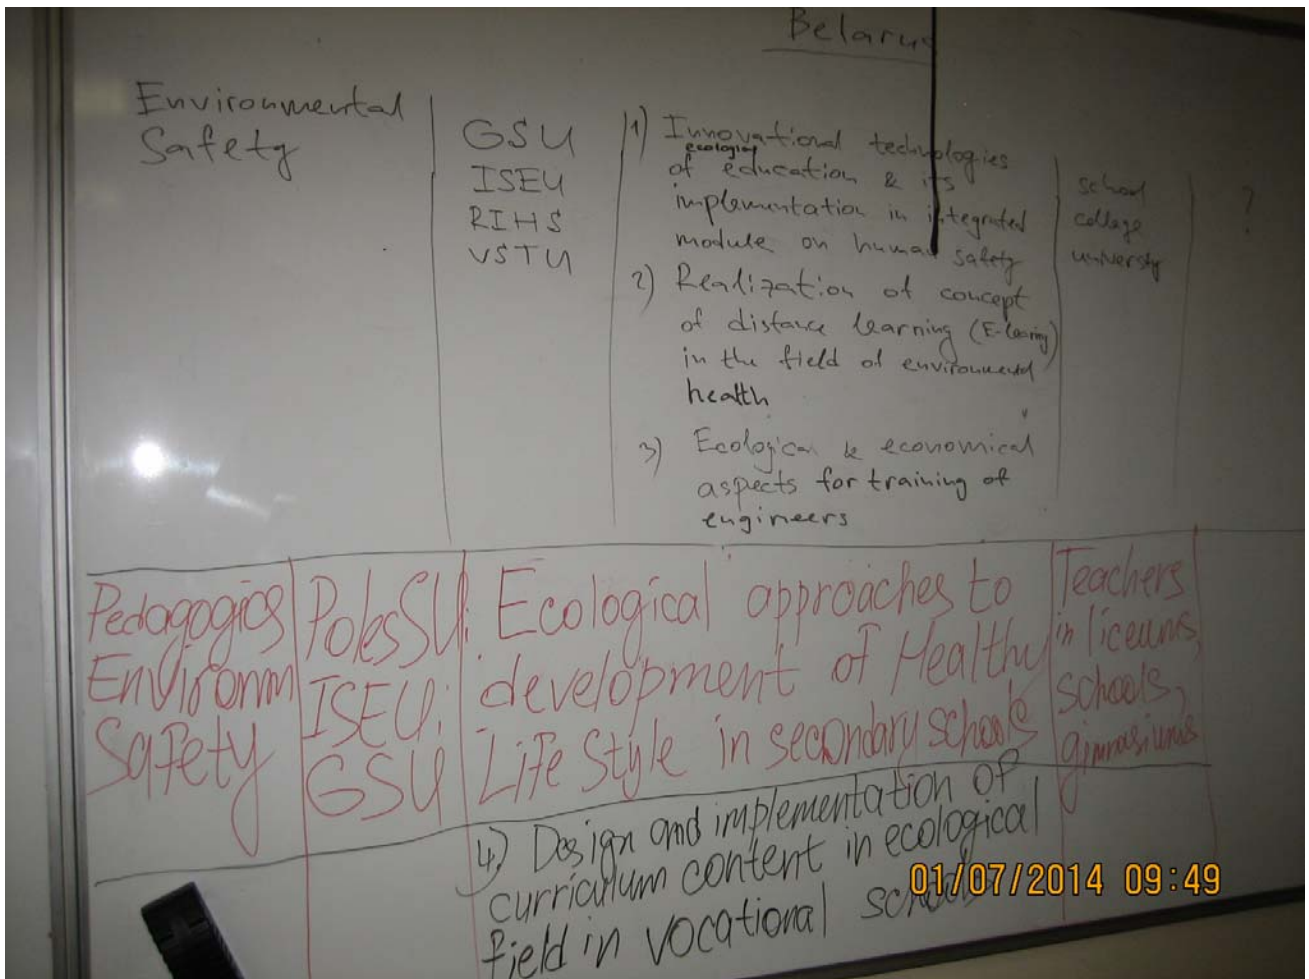 Belarus
Environmental
Safety
GSU
ISEU
RIHS
VSTU
1) Innovational technologies
ecological
of education & its
implementation in integrated
module on human safety
2) Realization of concept
of distance learning (E-learing)
in the field of environmental
health
3) Ecological & economical
aspects for training of
engineers
school
college
university
?
Pedagogics
Environm
Safety
PolesSU;
ISEU;
GSU
Ecological approaches to
development of Healthy
Life Style in secondary schools
Teachers
in liceums,
schools,
gimnasiums
4) Design and implementation of
curriculum content in ecological
field in vocational schools
01/07/2014 09:49